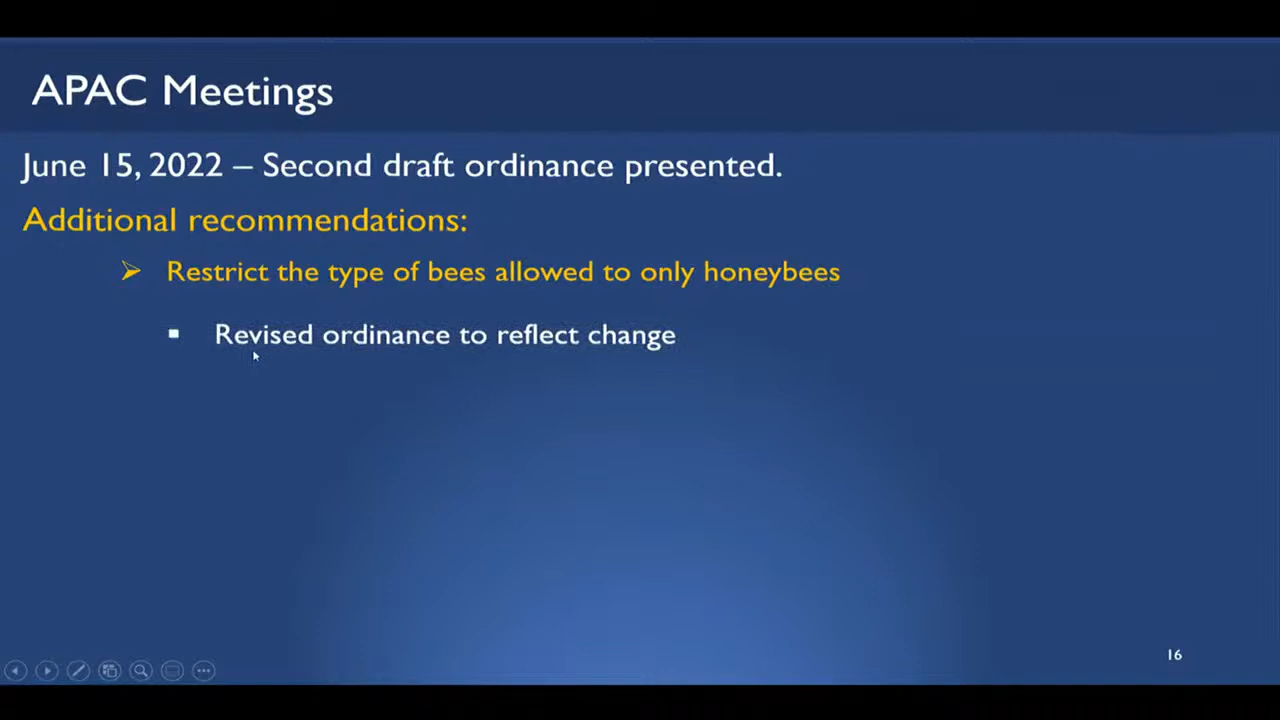 APAC Meetings
June 15, 2022 – Second draft ordinance presented.
Additional recommendations:
Restrict the type of bees allowed to only honeybees
Revised ordinance to reflect change
16